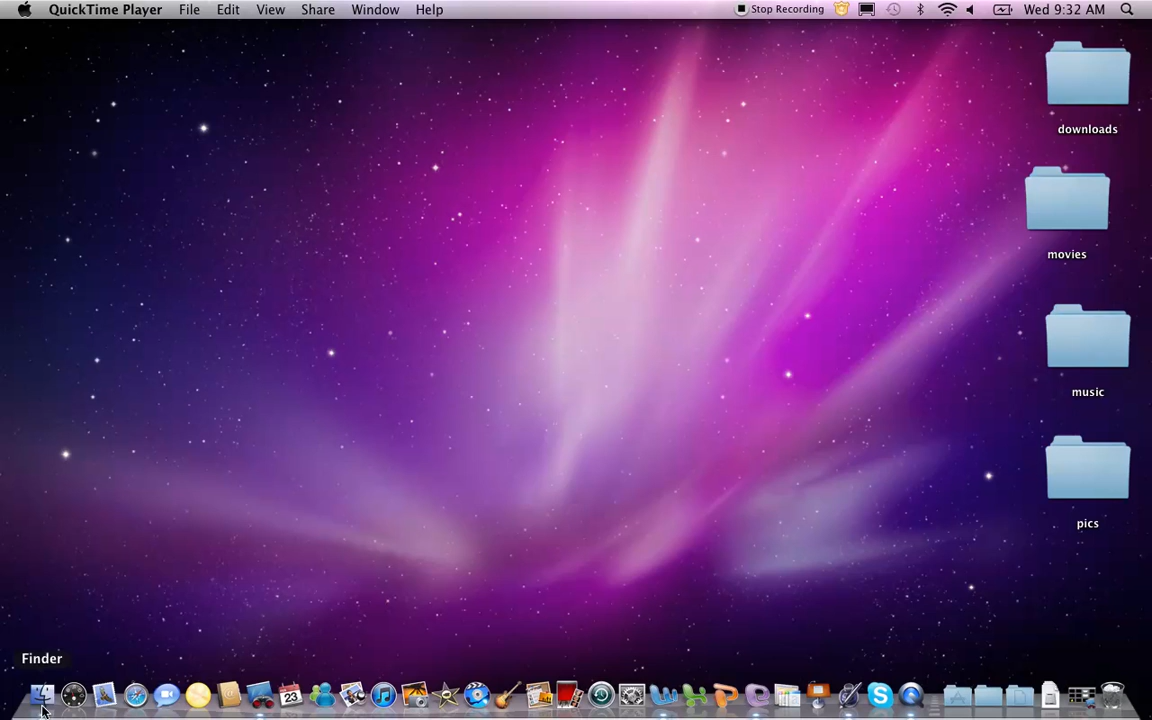 QuickTime Player File Edit View Share Window Help Stop Recording Wed 9:32 AM
downloads
movies
music
pics
Finder
23